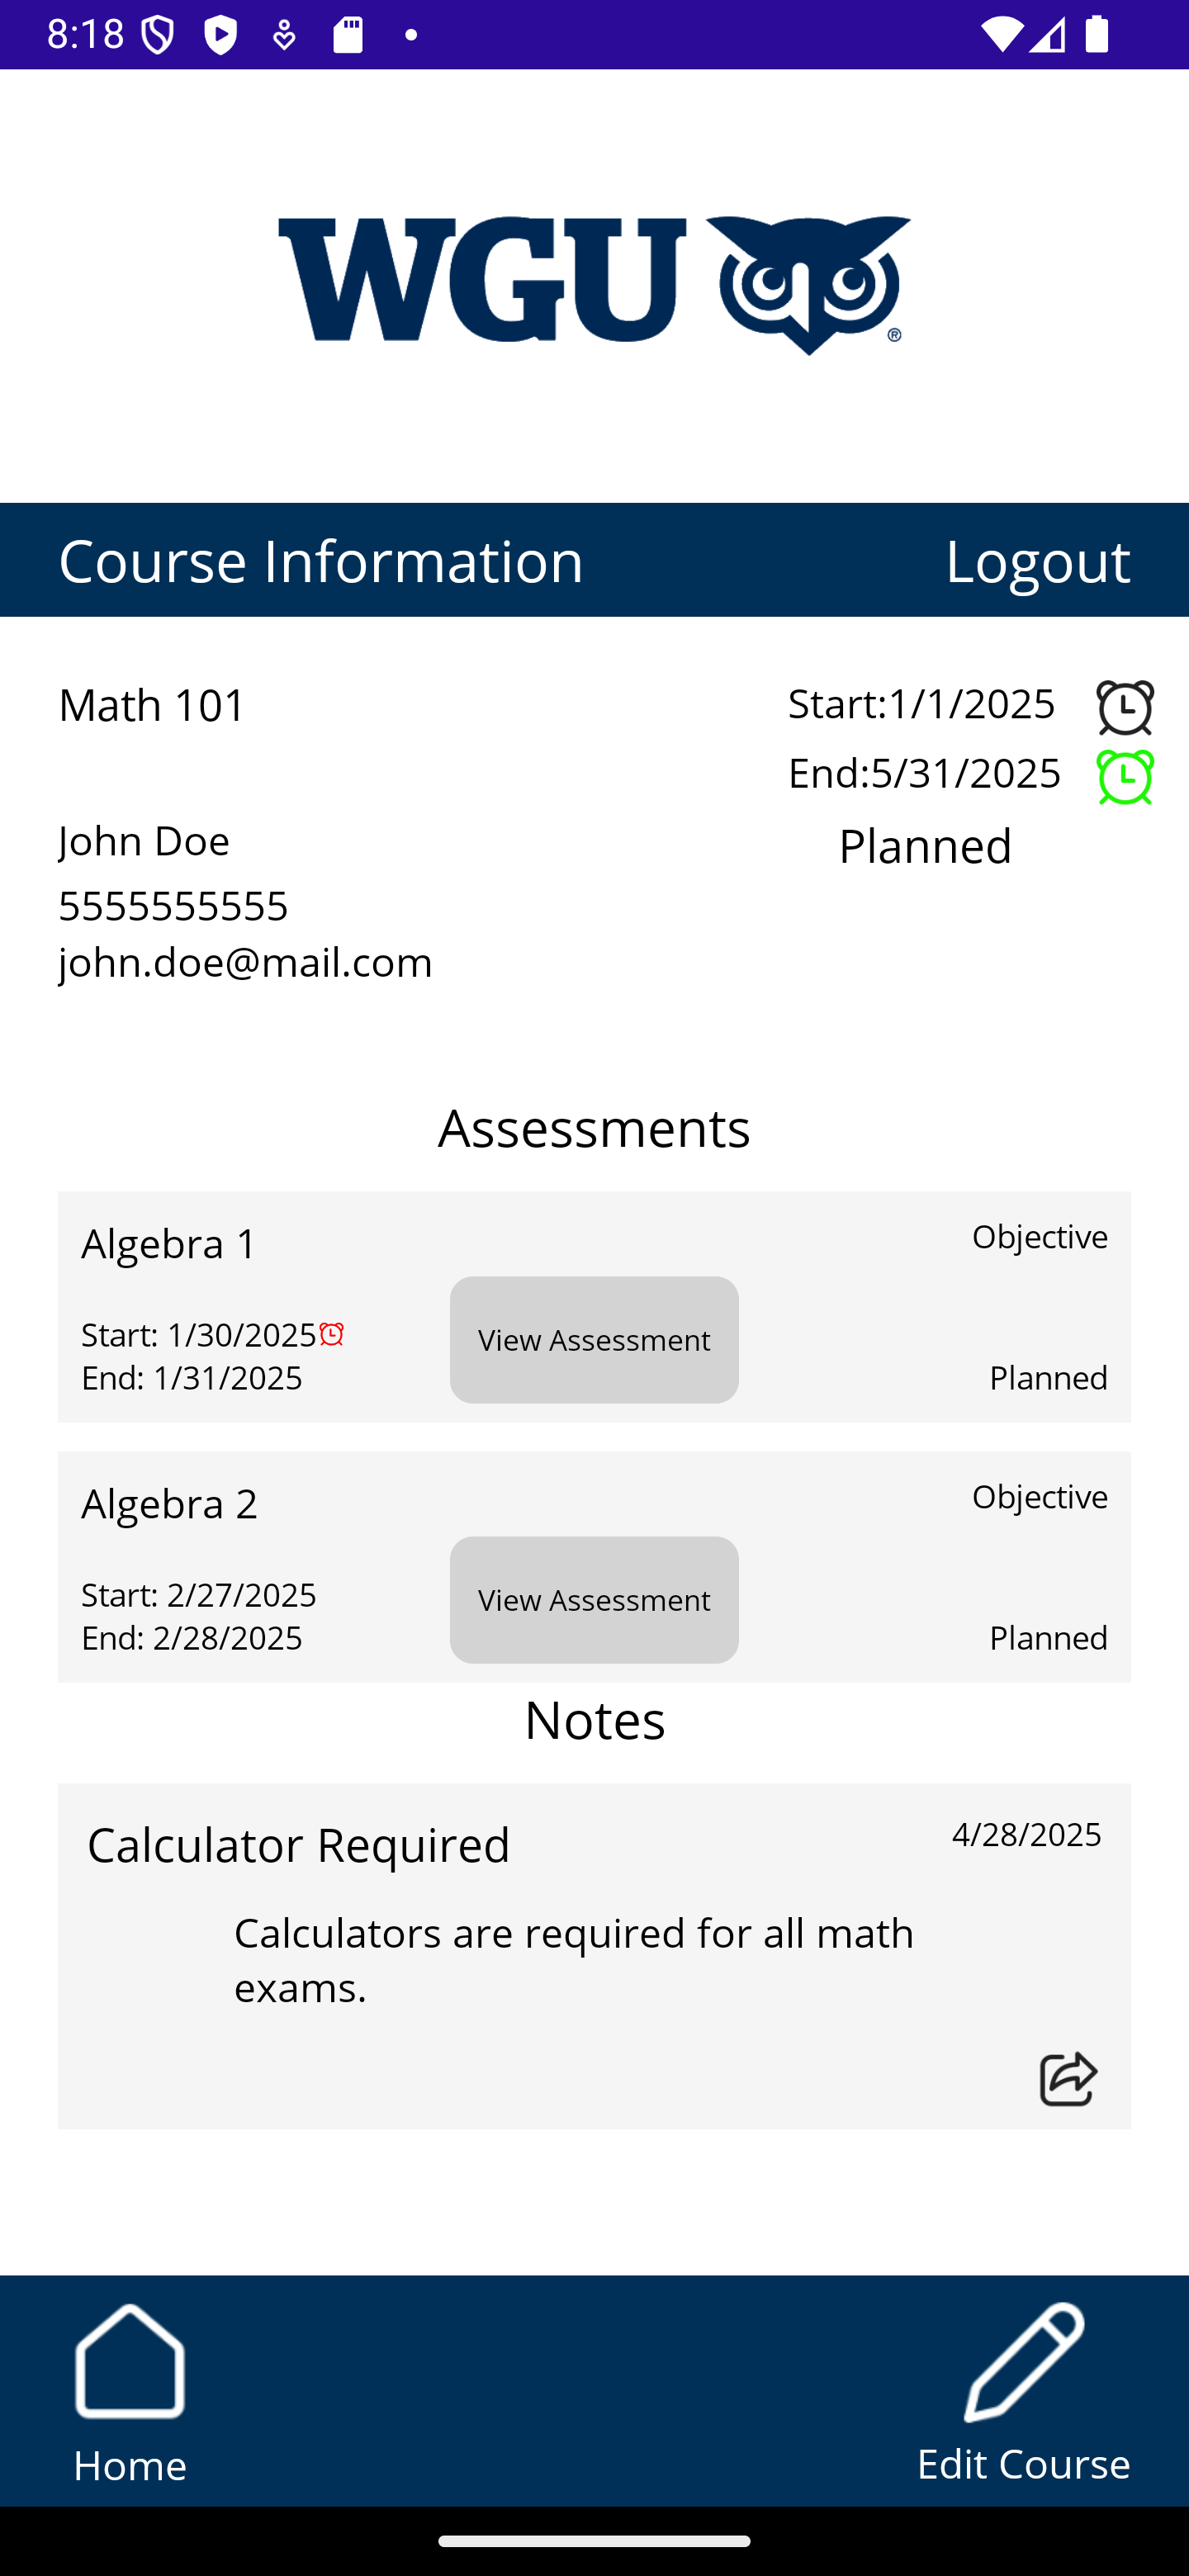 8:18
WGU
®
Course Information Logout
Math 101
Start:1/1/2025
End:5/31/2025
Planned
John Doe
5555555555
john.doe@mail.com
Assessments
Algebra 1
Objective
Start: 1/30/2025
End: 1/31/2025
View Assessment
Planned
Algebra 2
Objective
Start: 2/27/2025
End: 2/28/2025
View Assessment
Planned
Notes
Calculator Required
4/28/2025
Calculators are required for all math
exams.
Home
Edit Course